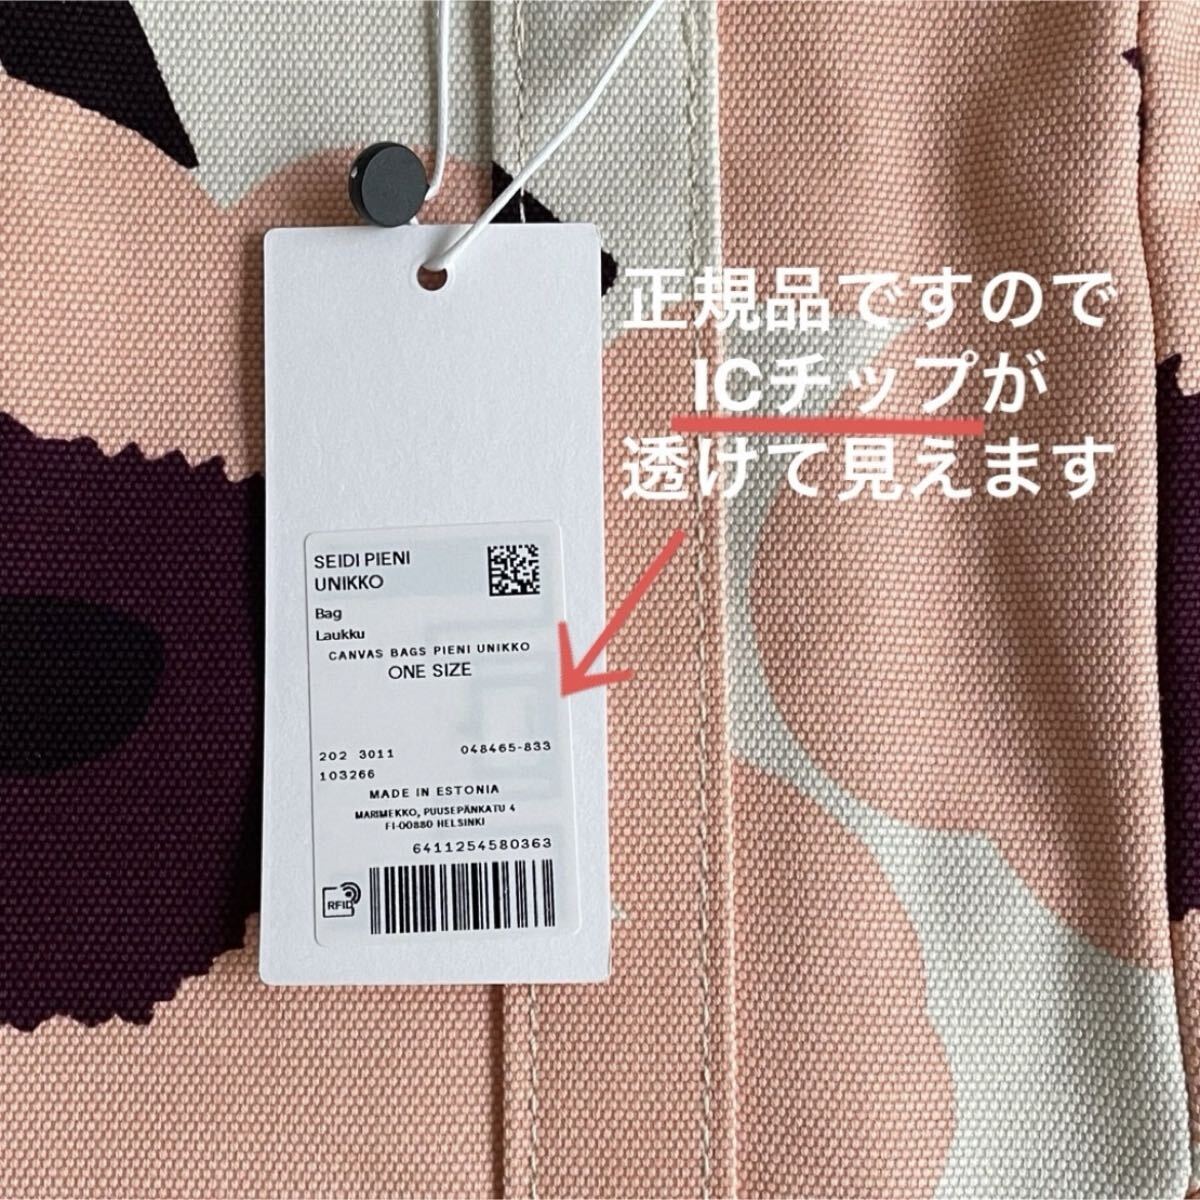 正規品ですので
ICチップが
透けて見えます
SEIDI PIENI
UNIKKO
Bag
Laukku
CANVAS BAGS PIENI UNIKKO
ONE SIZE
202 3011 048465-833
103266
MADE IN ESTONIA
MARIMEKKO, PUUSEPÄNKATU 4
FI-00880 HELSINKI
6411254580363
RFID